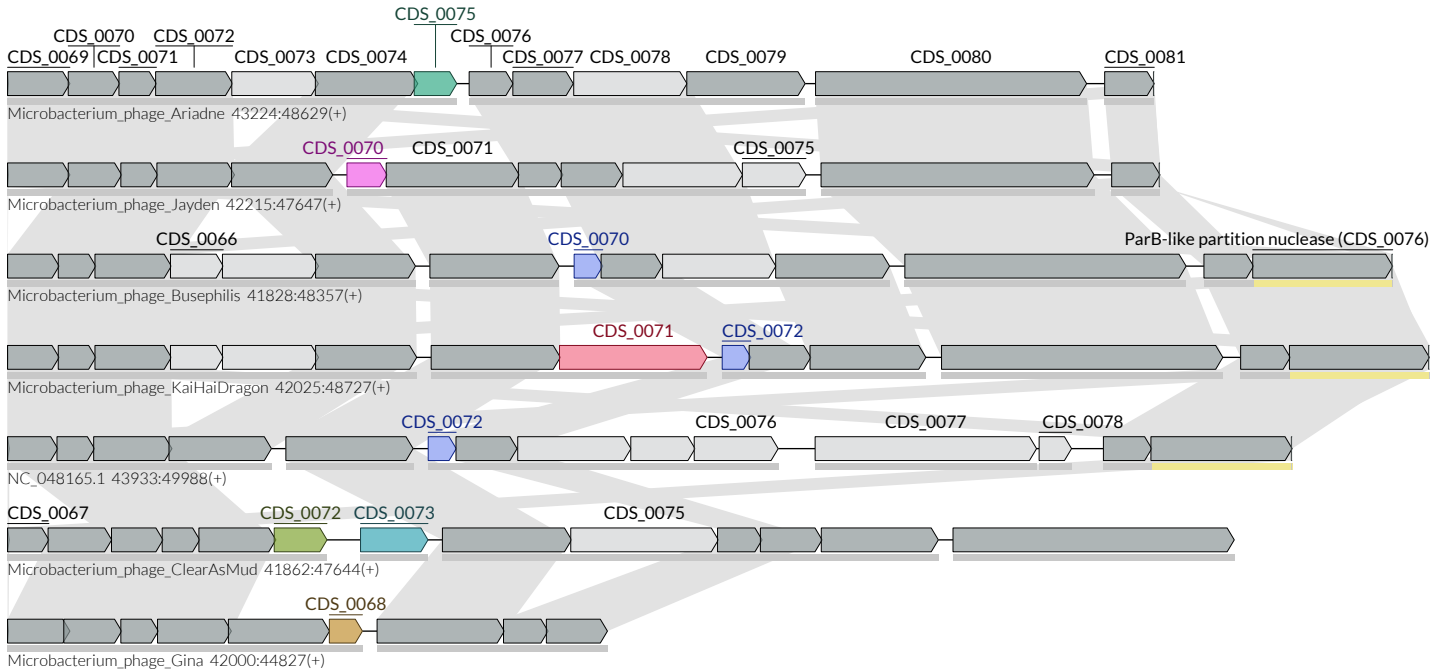 CDS_0075
CDS_0070 CDS_0072 CDS_0076
CDS_0069 CDS_0071 CDS_0073 CDS_0074 CDS_0077 CDS_0078 CDS_0079 CDS_0080 CDS_0081
Microbacterium_phage_Ariadne 43224:48629(+)
CDS_0070 CDS_0071 CDS_0075
Microbacterium_phage_Jayden 42215:47647(+)
CDS_0066 CDS_0070 ParB-like partition nuclease (CDS_0076)
Microbacterium_phage_Busephilis 41828:48357(+)
CDS_0071 CDS_0072
Microbacterium_phage_KaiHaiDragon 42025:48727(+)
CDS_0072 CDS_0076 CDS_0077 CDS_0078
NC_048165.1 43933:49988(+)
CDS_0067 CDS_0072 CDS_0073 CDS_0075
Microbacterium_phage_ClearAsMud 41862:47644(+)
CDS_0068
Microbacterium_phage_Gina 42000:44827(+)